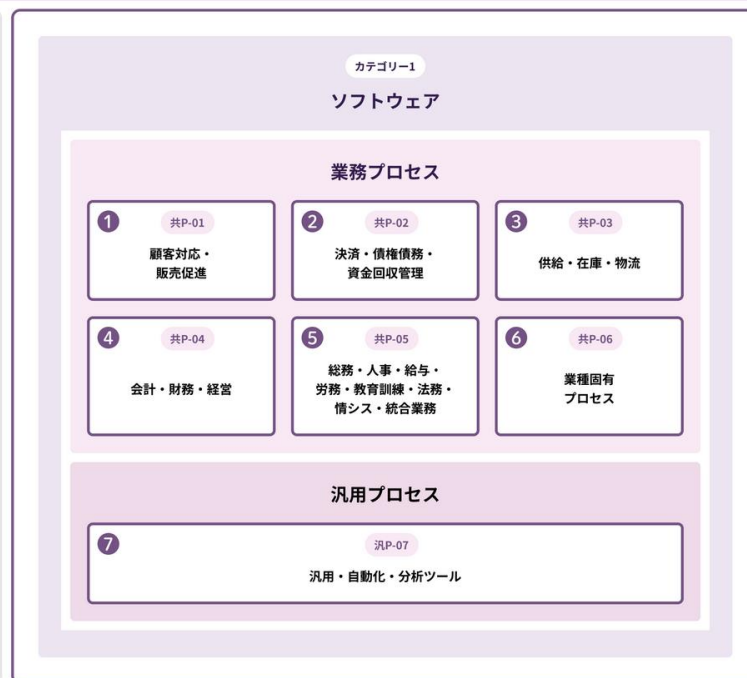 カテゴリー1
ソフトウェア
業務プロセス
1 共P-01
顧客対応・
販売促進
2 共P-02
決済・債権債務・
資金回収管理
3 共P-03
供給・在庫・物流
4 共P-04
会計・財務・経営
5 共P-05
総務・人事・給与・
労務・教育訓練・法務・
情シス・統合業務
6 共P-06
業種固有
プロセス
汎用プロセス
7 汎P-07
汎用・自動化・分析ツール